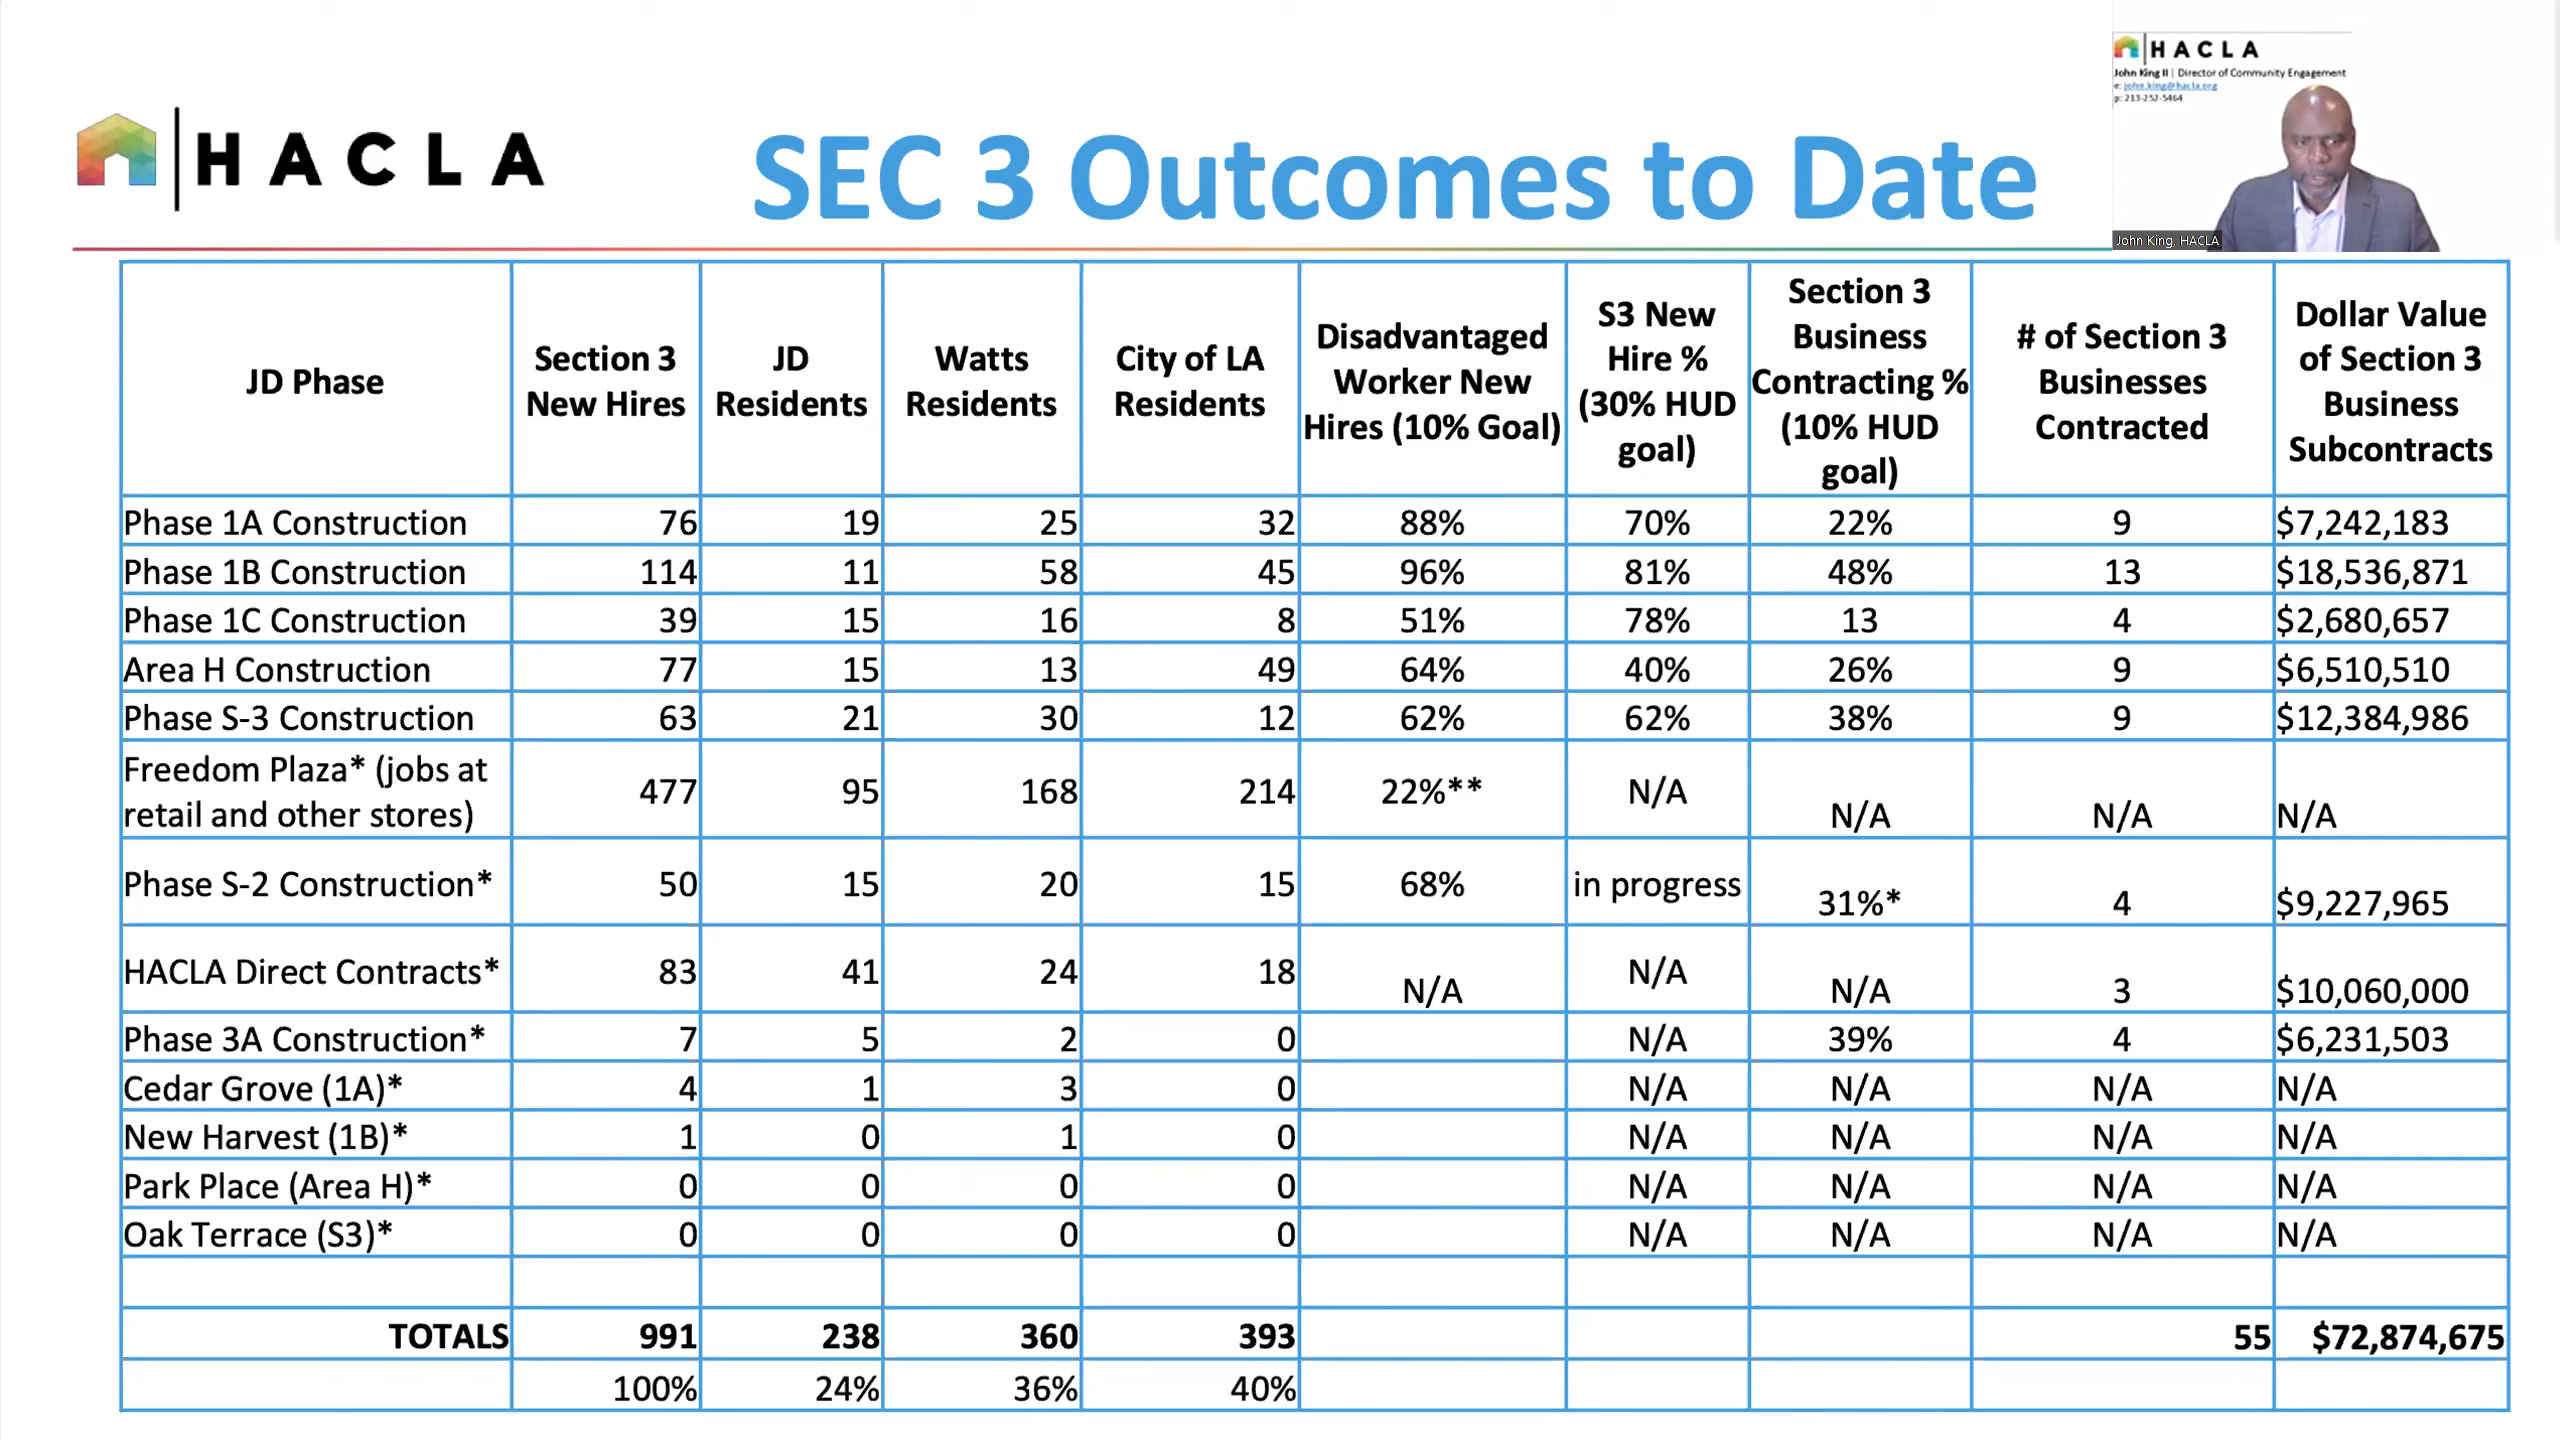 HACLA
John King II | Director of Community Engagement
e: john.king@hacla.org
p: 213-252-5464
John King, HACLA
HACLA
SEC 3 Outcomes to Date
JD Phase
Section 3
New Hires
JD
Residents
Watts
Residents
City of LA
Residents
Disadvantaged
Worker New
Hires (10% Goal)
S3 New
Hire %
(30% HUD
goal)
Section 3
Business
Contracting %
(10% HUD
goal)
# of Section 3
Businesses
Contracted
Dollar Value
of Section 3
Business
Subcontracts
Phase 1A Construction 76 19 25 32 88% 70% 22% 9 $7,242,183
Phase 1B Construction 114 11 58 45 96% 81% 48% 13 $18,536,871
Phase 1C Construction 39 15 16 8 51% 78% 13 4 $2,680,657
Area H Construction 77 15 13 49 64% 40% 26% 9 $6,510,510
Phase S-3 Construction 63 21 30 12 62% 62% 38% 9 $12,384,986
Freedom Plaza* (jobs at
retail and other stores) 477 95 168 214 22%** N/A N/A N/A N/A
Phase S-2 Construction* 50 15 20 15 68% in progress 31%* 4 $9,227,965
HACLA Direct Contracts* 83 41 24 18 N/A N/A N/A 3 $10,060,000
Phase 3A Construction* 7 5 2 0 N/A 39% 4 $6,231,503
Cedar Grove (1A)* 4 1 3 0 N/A N/A N/A N/A
New Harvest (1B)* 1 0 1 0 N/A N/A N/A N/A
Park Place (Area H)* 0 0 0 0 N/A N/A N/A N/A
Oak Terrace (S3)* 0 0 0 0 N/A N/A N/A N/A
TOTALS 991 238 360 393 55 $72,874,675
100% 24% 36% 40%